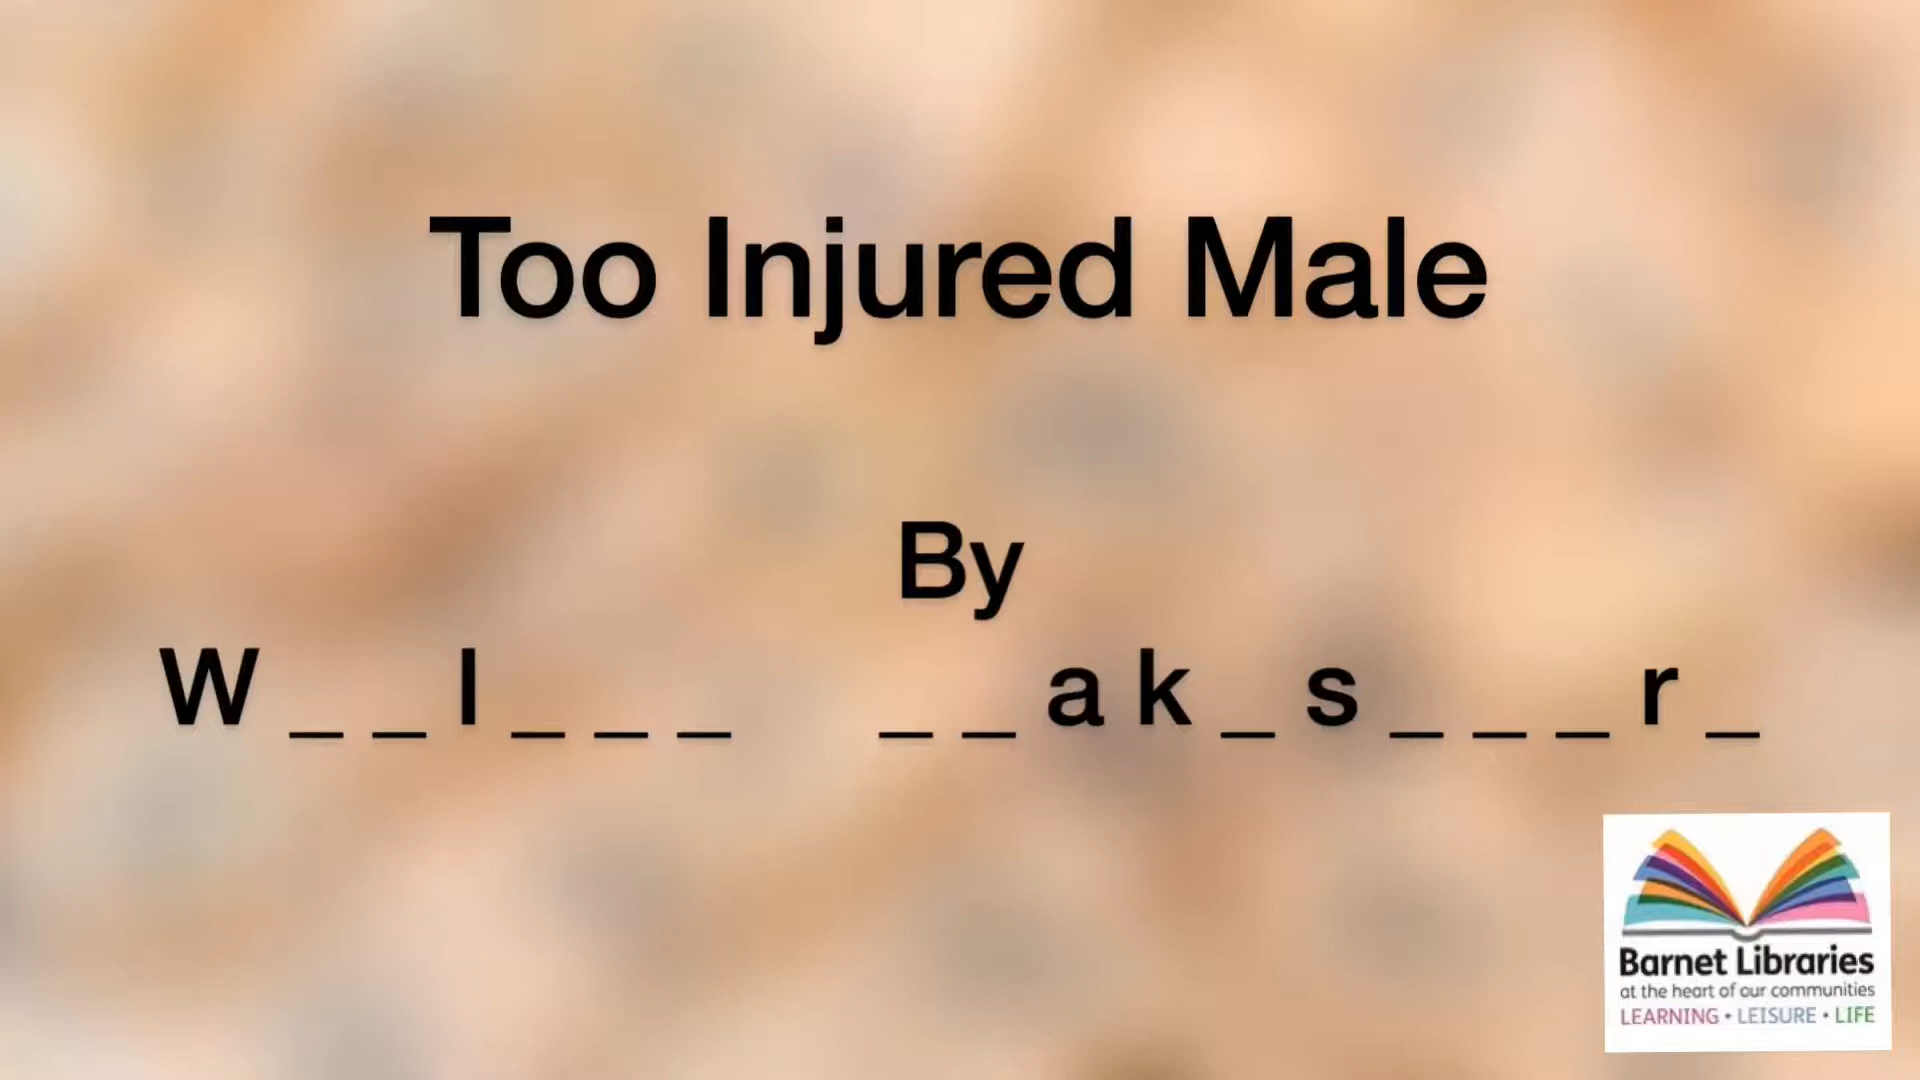 Too Injured Male
By
W _ _ l _ _ _ _ _ a k _ s _ _ _ r _
Barnet Libraries
at the heart of our communities
LEARNING • LEISURE • LIFE